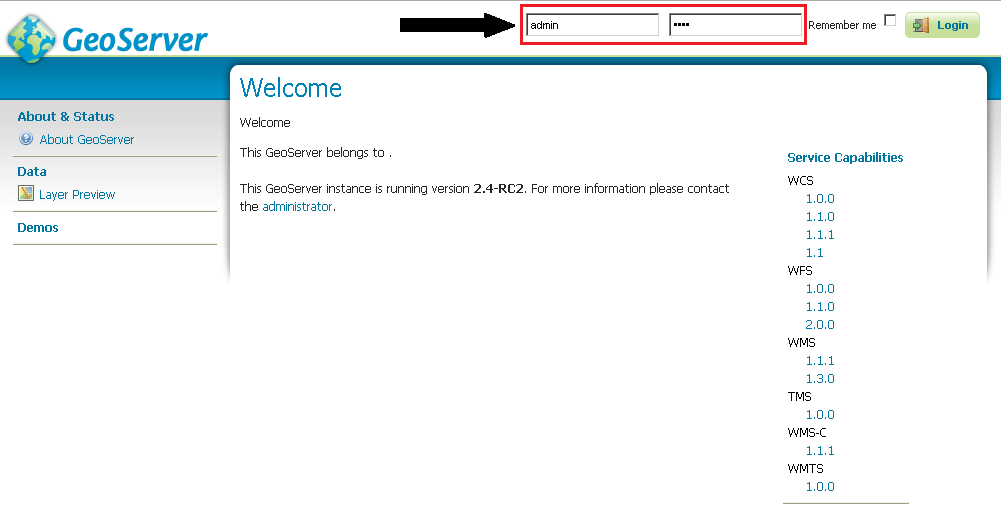 GeoServer
admin
••••
Remember me
Login
About & Status
About GeoServer
Data
Layer Preview
Demos
Welcome
Welcome
This GeoServer belongs to .
This GeoServer instance is running version 2.4-RC2. For more information please contact
the administrator.
Service Capabilities
WCS
1.0.0
1.1.0
1.1.1
1.1
WFS
1.0.0
1.1.0
2.0.0
WMS
1.1.1
1.3.0
TMS
1.0.0
WMS-C
1.1.1
WMTS
1.0.0